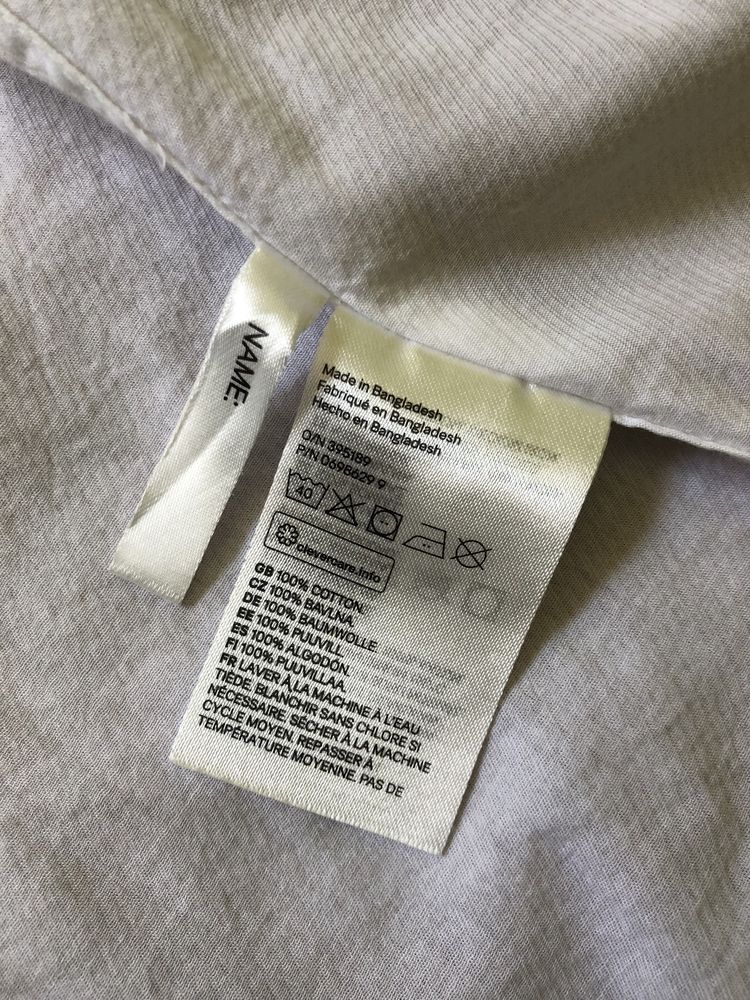 NAME:
Made in Bangladesh
Fabriqué en Bangladesh
Hecho en Bangladesh
O/N 395189
P/N 0698629 9
40
clevercare.info
GB 100% COTTON.
CZ 100% BAVLNA.
DE 100% BAUMWOLLE.
EE 100% PUUVILL.
ES 100% ALGODÓN.
FI 100% PUUVILLAA.
FR LAVER À LA MACHINE À L'EAU
TIÈDE. BLANCHIR SANS CHLORE SI
NÉCESSAIRE. SÉCHER À LA MACHINE
CYCLE MOYEN. REPASSER À
TEMPÉRATURE MOYENNE. PAS DE